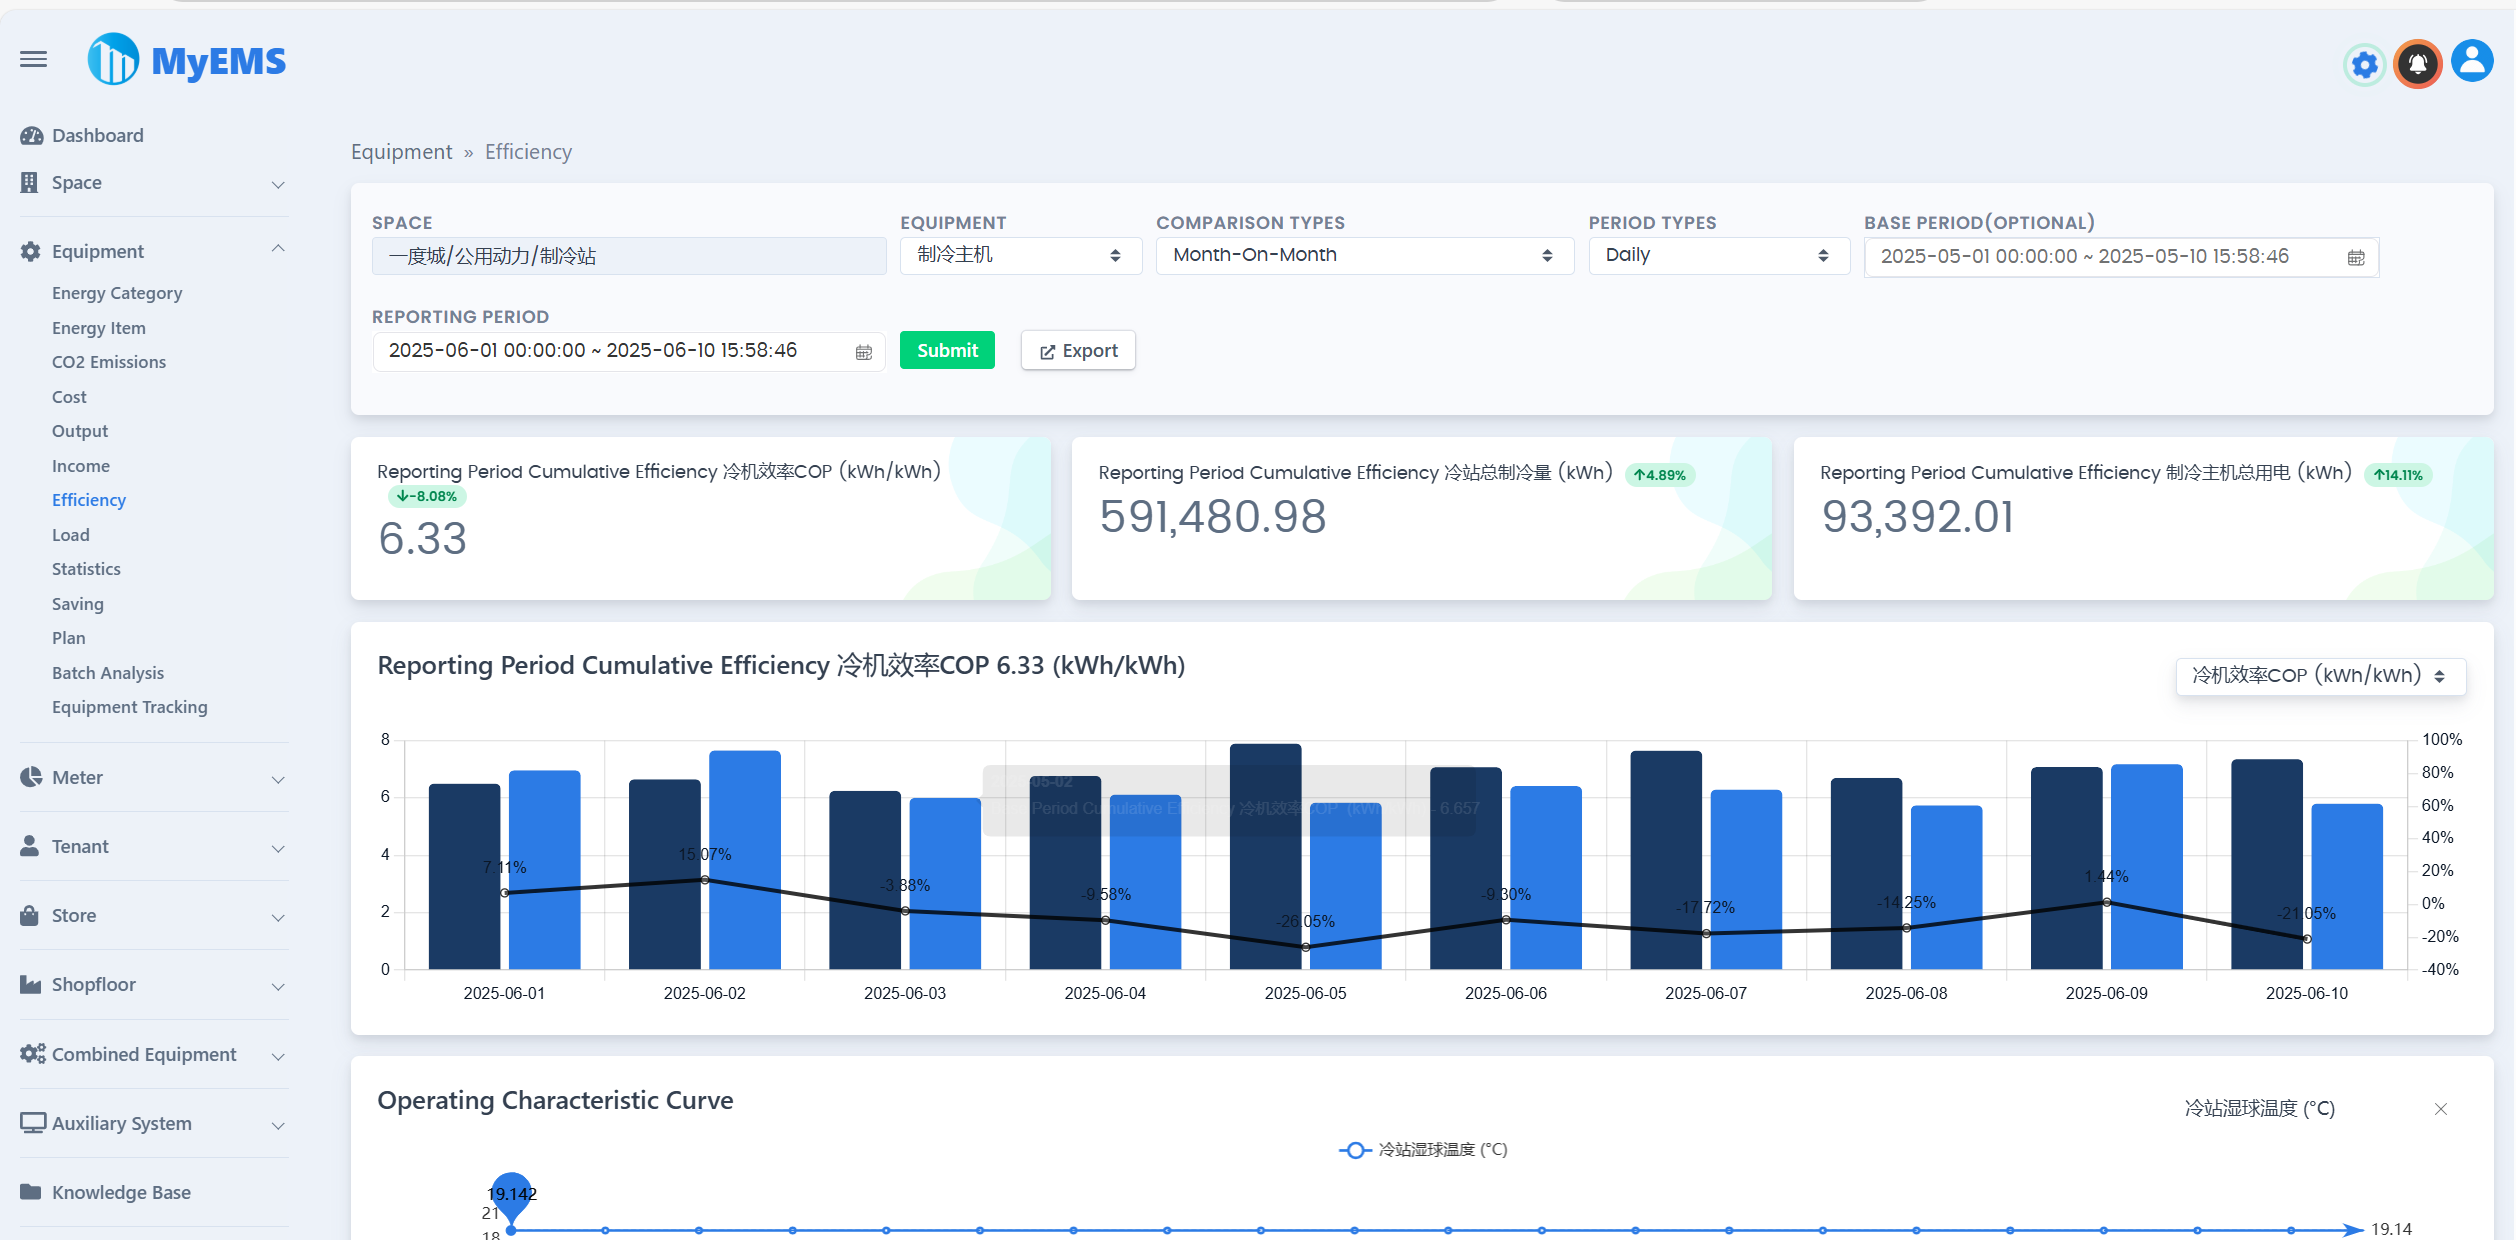 MyEMS
Dashboard
Space
Equipment
Energy Category
Energy Item
CO2 Emissions
Cost
Output
Income
Efficiency
Load
Statistics
Saving
Plan
Batch Analysis
Equipment Tracking
Meter
Tenant
Store
Shopfloor
Combined Equipment
Auxiliary System
Knowledge Base
Equipment » Efficiency
SPACE
一度城/公用动力/制冷站
EQUIPMENT
制冷主机
COMPARISON TYPES
Month-On-Month
PERIOD TYPES
Daily
BASE PERIOD(OPTIONAL)
2025-05-01 00:00:00 ~ 2025-05-10 15:58:46
REPORTING PERIOD
2025-06-01 00:00:00 ~ 2025-06-10 15:58:46
Submit
Export
Reporting Period Cumulative Efficiency 冷机效率COP (kWh/kWh)
-8.08%
6.33
Reporting Period Cumulative Efficiency 冷站总制冷量 (kWh) 4.89%
591,480.98
Reporting Period Cumulative Efficiency 制冷主机总用电 (kWh) 14.11%
93,392.01
Reporting Period Cumulative Efficiency 冷机效率COP 6.33 (kWh/kWh)
冷机效率COP (kWh/kWh)
8
6
4
2
0
100%
80%
60%
40%
20%
0%
-20%
-40%
05-02
Period Cumulative 冷机效率COP 6.657
7.11%
15.07%
-3.88%
-9.58%
-26.05%
-9.30%
-17.72%
-14.25%
1.44%
-21.05%
2025-06-01
2025-06-02
2025-06-03
2025-06-04
2025-06-05
2025-06-06
2025-06-07
2025-06-08
2025-06-09
2025-06-10
Operating Characteristic Curve
冷站湿球温度 (°C)
冷站湿球温度 (°C)
19.142
21
18
19.14